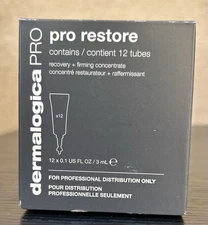 dermalogica PRO
pro restore
contains / contient 12 tubes
recovery + firming concentrate
concentré restaurateur + raffermissant
x12
12 x 0.1 US FL OZ / 3 mL e
FOR PROFESSIONAL DISTRIBUTION ONLY
POUR DISTRIBUTION
PROFESSIONNELLE SEULEMENT